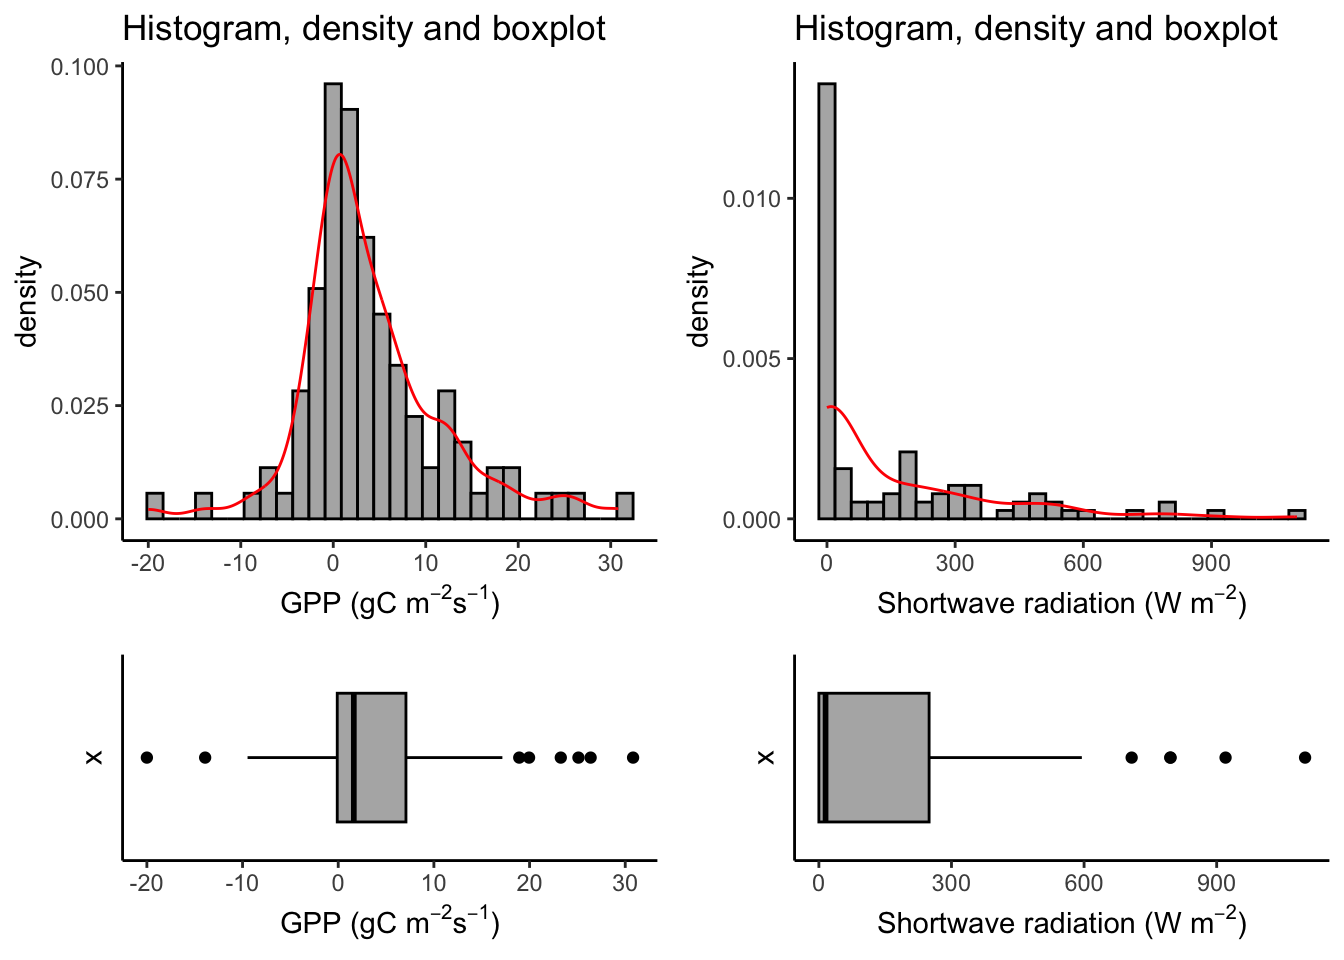 Histogram, density and boxplot
0.100
0.075
0.050
0.025
0.000
density
-20 -10 0 10 20 30
GPP (gC m⁻²s⁻¹)
Histogram, density and boxplot
0.010
0.005
0.000
density
0 300 600 900
Shortwave radiation (W m⁻²)
x
-20 -10 0 10 20 30
GPP (gC m⁻²s⁻¹)
x
0 300 600 900
Shortwave radiation (W m⁻²)